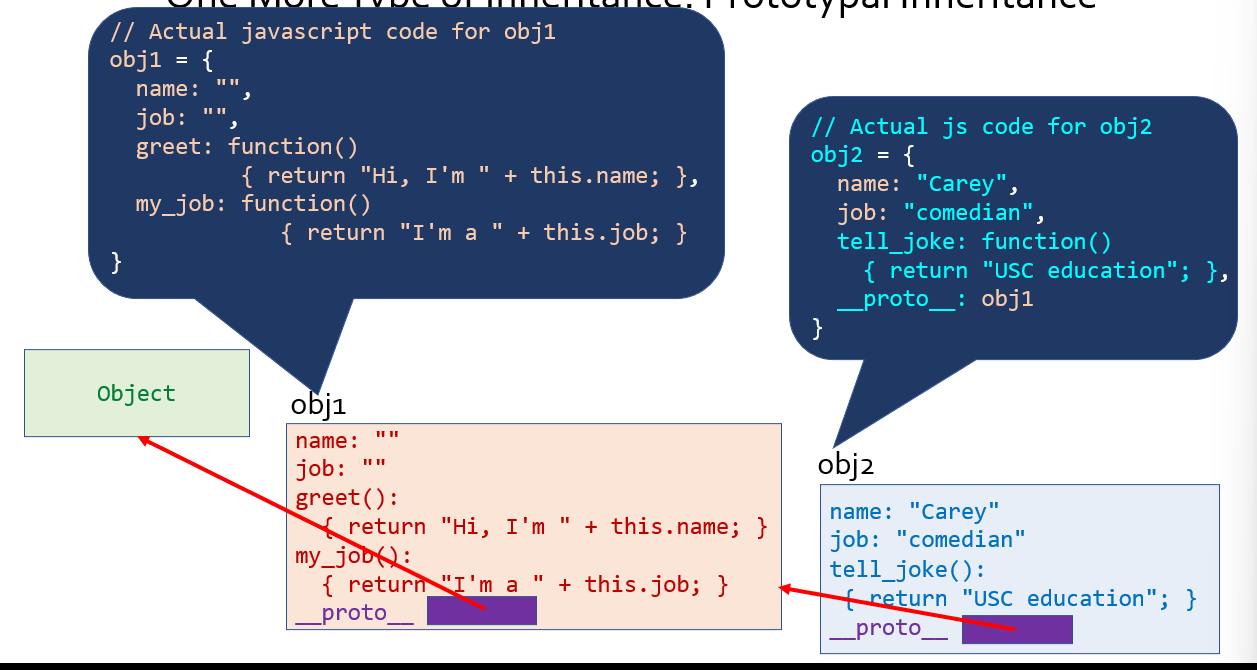 One More Type of Inheritance: Prototypal Inheritance
// Actual javascript code for obj1
obj1 = {
  name: "",
  job: "",
  greet: function()
          { return "Hi, I'm " + this.name; },
  my_job: function()
             { return "I'm a " + this.job; }
}
// Actual js code for obj2
obj2 = {
  name: "Carey",
  job: "comedian",
  tell_joke: function()
    { return "USC education"; },
  __proto__: obj1
}
Object
obj1
name: ""
job: ""
greet():
  { return "Hi, I'm " + this.name; }
my_job():
  { return "I'm a " + this.job; }
__proto__
obj2
name: "Carey"
job: "comedian"
tell_joke():
  { return "USC education"; }
__proto__